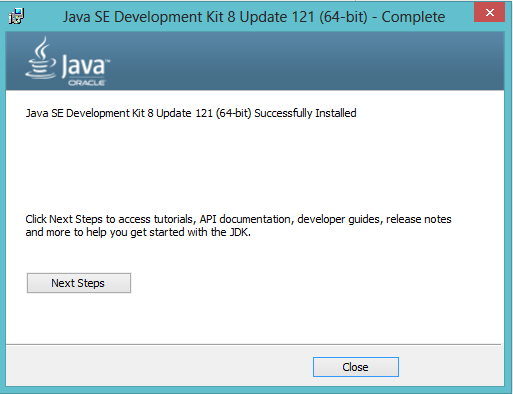 Java SE Development Kit 8 Update 121 (64-bit) - Complete
Java™
ORACLE
Java SE Development Kit 8 Update 121 (64-bit) Successfully Installed
Click Next Steps to access tutorials, API documentation, developer guides, release notes
and more to help you get started with the JDK.
Next Steps
Close